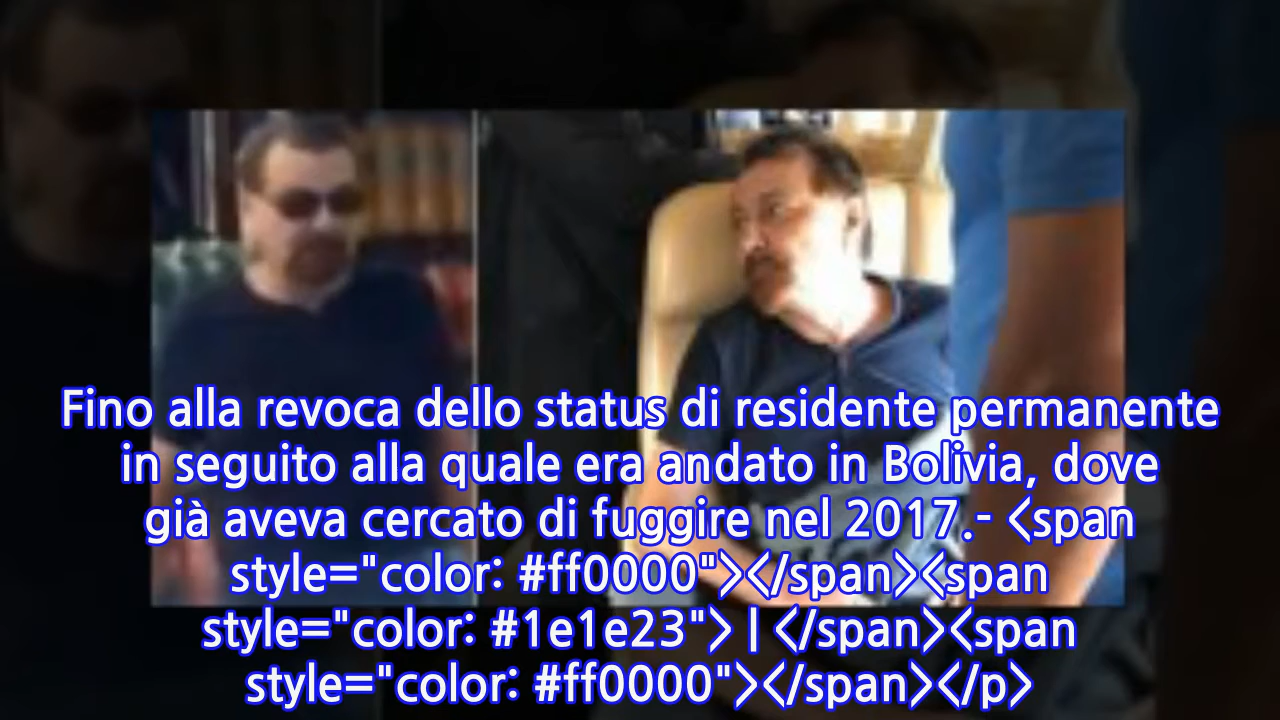 Fino alla revoca dello status di residente permanente
in seguito alla quale era andato in Bolivia, dove
già aveva cercato di fuggire nel 2017.- <span
style="color: #ff0000"></span><span
style="color: #1e1e23"> | </span><span
style="color: #ff0000"></span></p>